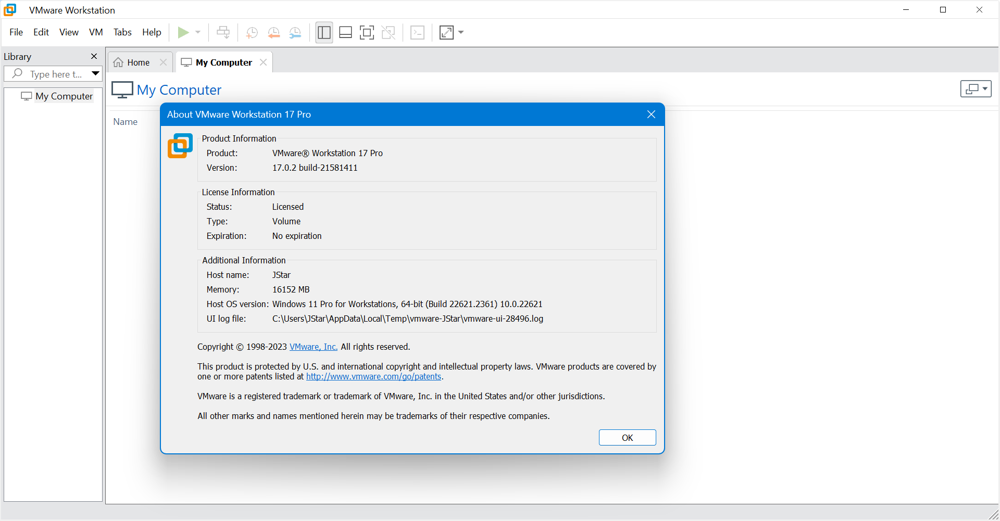 VMware Workstation
File Edit View VM Tabs Help
Library
Type here t...
My Computer
Home
My Computer
My Computer
Name
About VMware Workstation 17 Pro
Product Information
Product: VMware® Workstation 17 Pro
Version: 17.0.2 build-21581411
License Information
Status: Licensed
Type: Volume
Expiration: No expiration
Additional Information
Host name: JStar
Memory: 16152 MB
Host OS version: Windows 11 Pro for Workstations, 64-bit (Build 22621.2361) 10.0.22621
UI log file: C:\Users\JStar\AppData\Local\Temp\vmware-JStar\vmware-ui-28496.log
Copyright © 1998-2023 VMware, Inc. All rights reserved.
This product is protected by U.S. and international copyright and intellectual property laws. VMware products are covered by
one or more patents listed at http://www.vmware.com/go/patents.
VMware is a registered trademark or trademark of VMware, Inc. in the United States and/or other jurisdictions.
All other marks and names mentioned herein may be trademarks of their respective companies.
OK